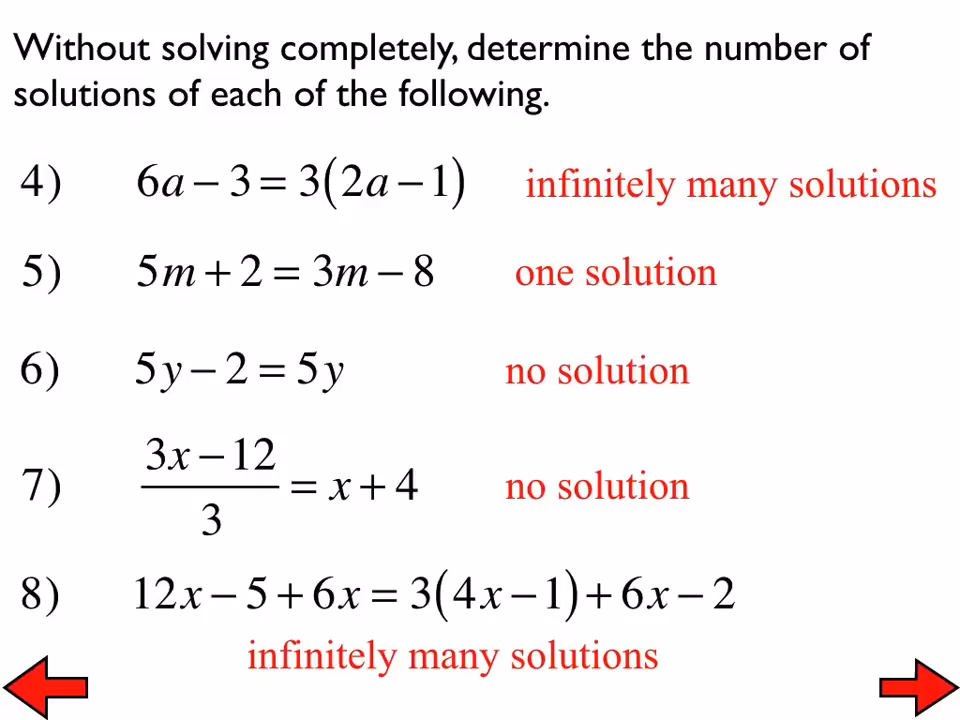 Without solving completely, determine the number of
solutions of each of the following.
4) 6a − 3 = 3(2a − 1) infinitely many solutions
5) 5m + 2 = 3m − 8 one solution
6) 5y − 2 = 5y no solution
7) (3x − 12)/3 = x + 4 no solution
8) 12x − 5 + 6x = 3(4x − 1) + 6x − 2
infinitely many solutions